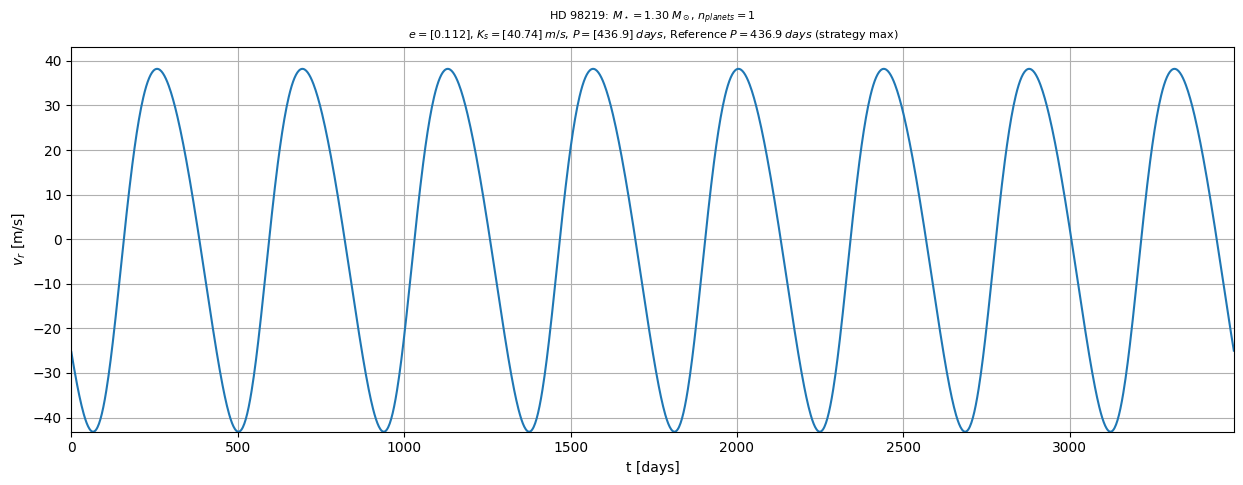 HD 98219: $M_\star = 1.30\ M_\odot$, $n_{planets} = 1$
$e = [0.112]$, $K_s = [40.74]\ m/s$, $P = [436.9]\ days$, Reference $P = 436.9\ days$ (strategy max)
40
30
20
10
0
−10
−20
−30
−40
$v_r$ [m/s]
0 500 1000 1500 2000 2500 3000
t [days]